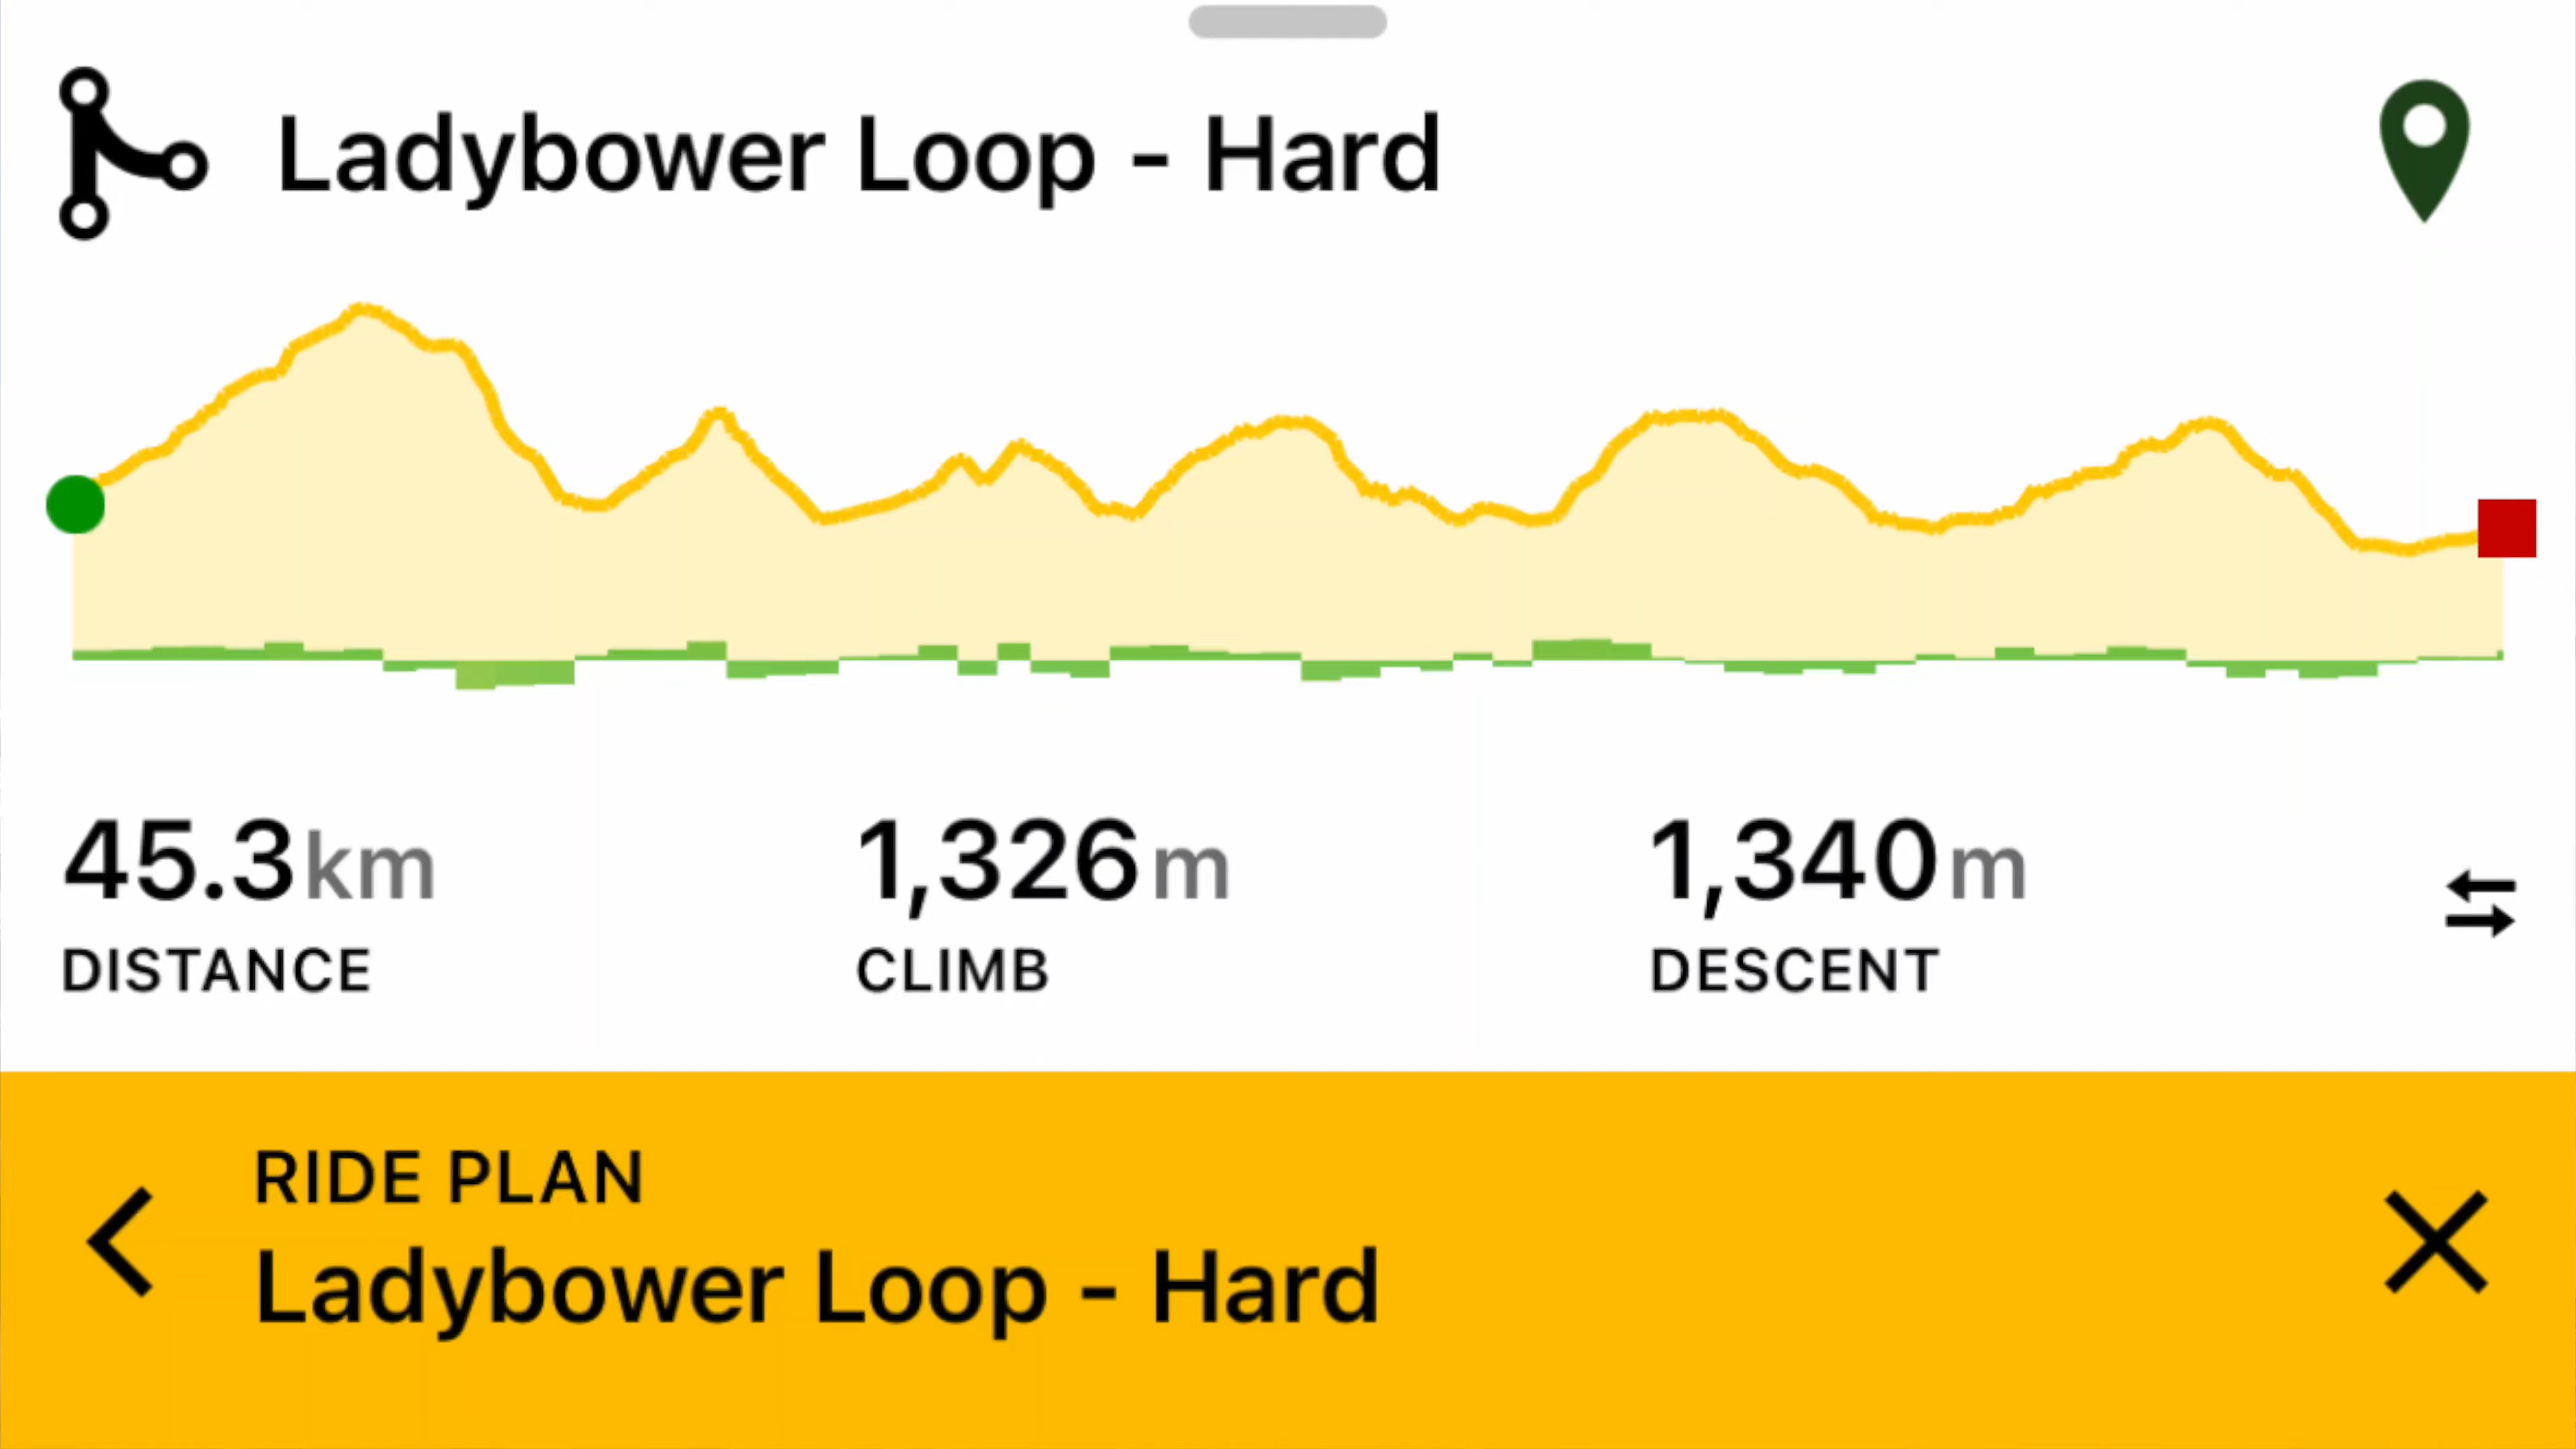 Ladybower Loop - Hard
45.3km 1,326m 1,340m
DISTANCE CLIMB DESCENT
RIDE PLAN
Ladybower Loop - Hard